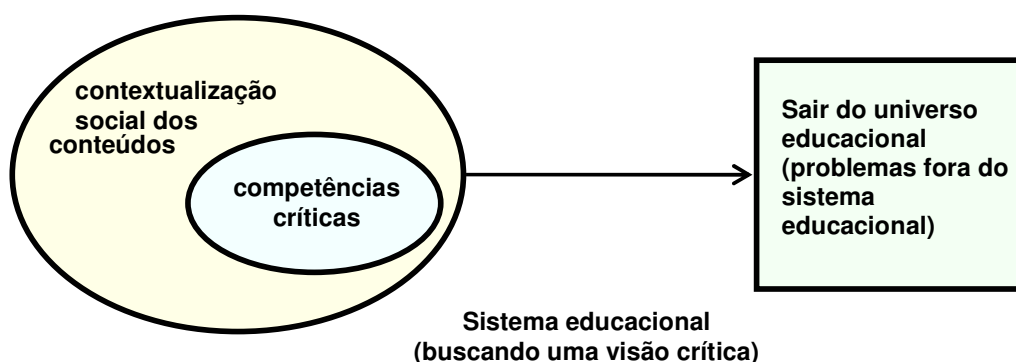 contextualização
social dos
conteúdos
competências
críticas
Sair do universo
educacional
(problemas fora do
sistema
educacional)
Sistema educacional
(buscando uma visão crítica)